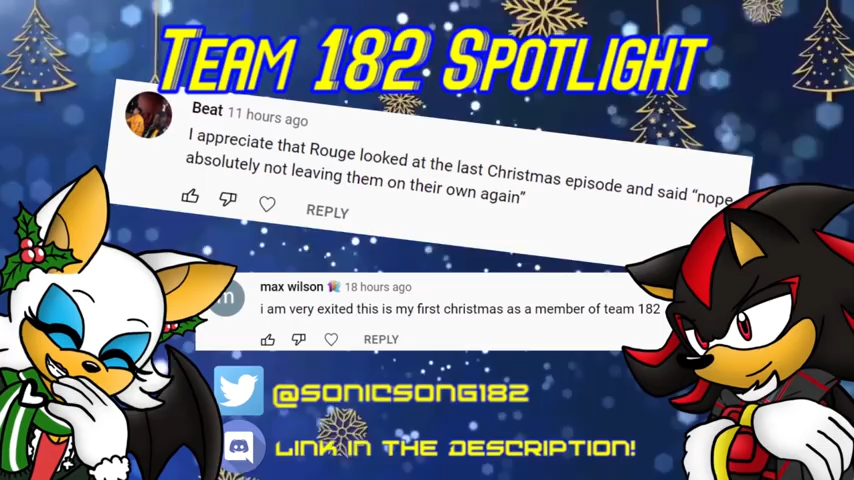 Team 182 Spotlight
Beat 11 hours ago
I appreciate that Rouge looked at the last Christmas episode and said “nope
absolutely not leaving them on their own again”
REPLY
m
max wilson 18 hours ago
i am very exited this is my first christmas as a member of team 182
REPLY
@sonicsong182
Link in the description!